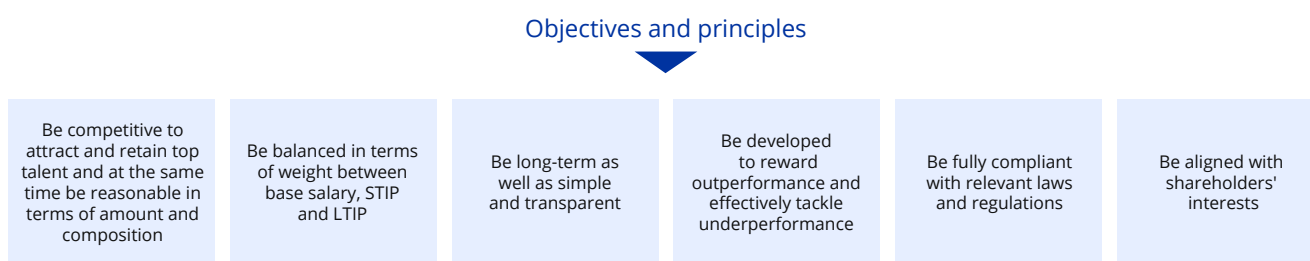 Objectives and principles
Be competitive to
attract and retain top
talent and at the same
time be reasonable in
terms of amount and
composition
Be balanced in terms
of weight between
base salary, STIP
and LTIP
Be long-term as
well as simple
and transparent
Be developed
to reward
outperformance and
effectively tackle
underperformance
Be fully compliant
with relevant laws
and regulations
Be aligned with
shareholders'
interests